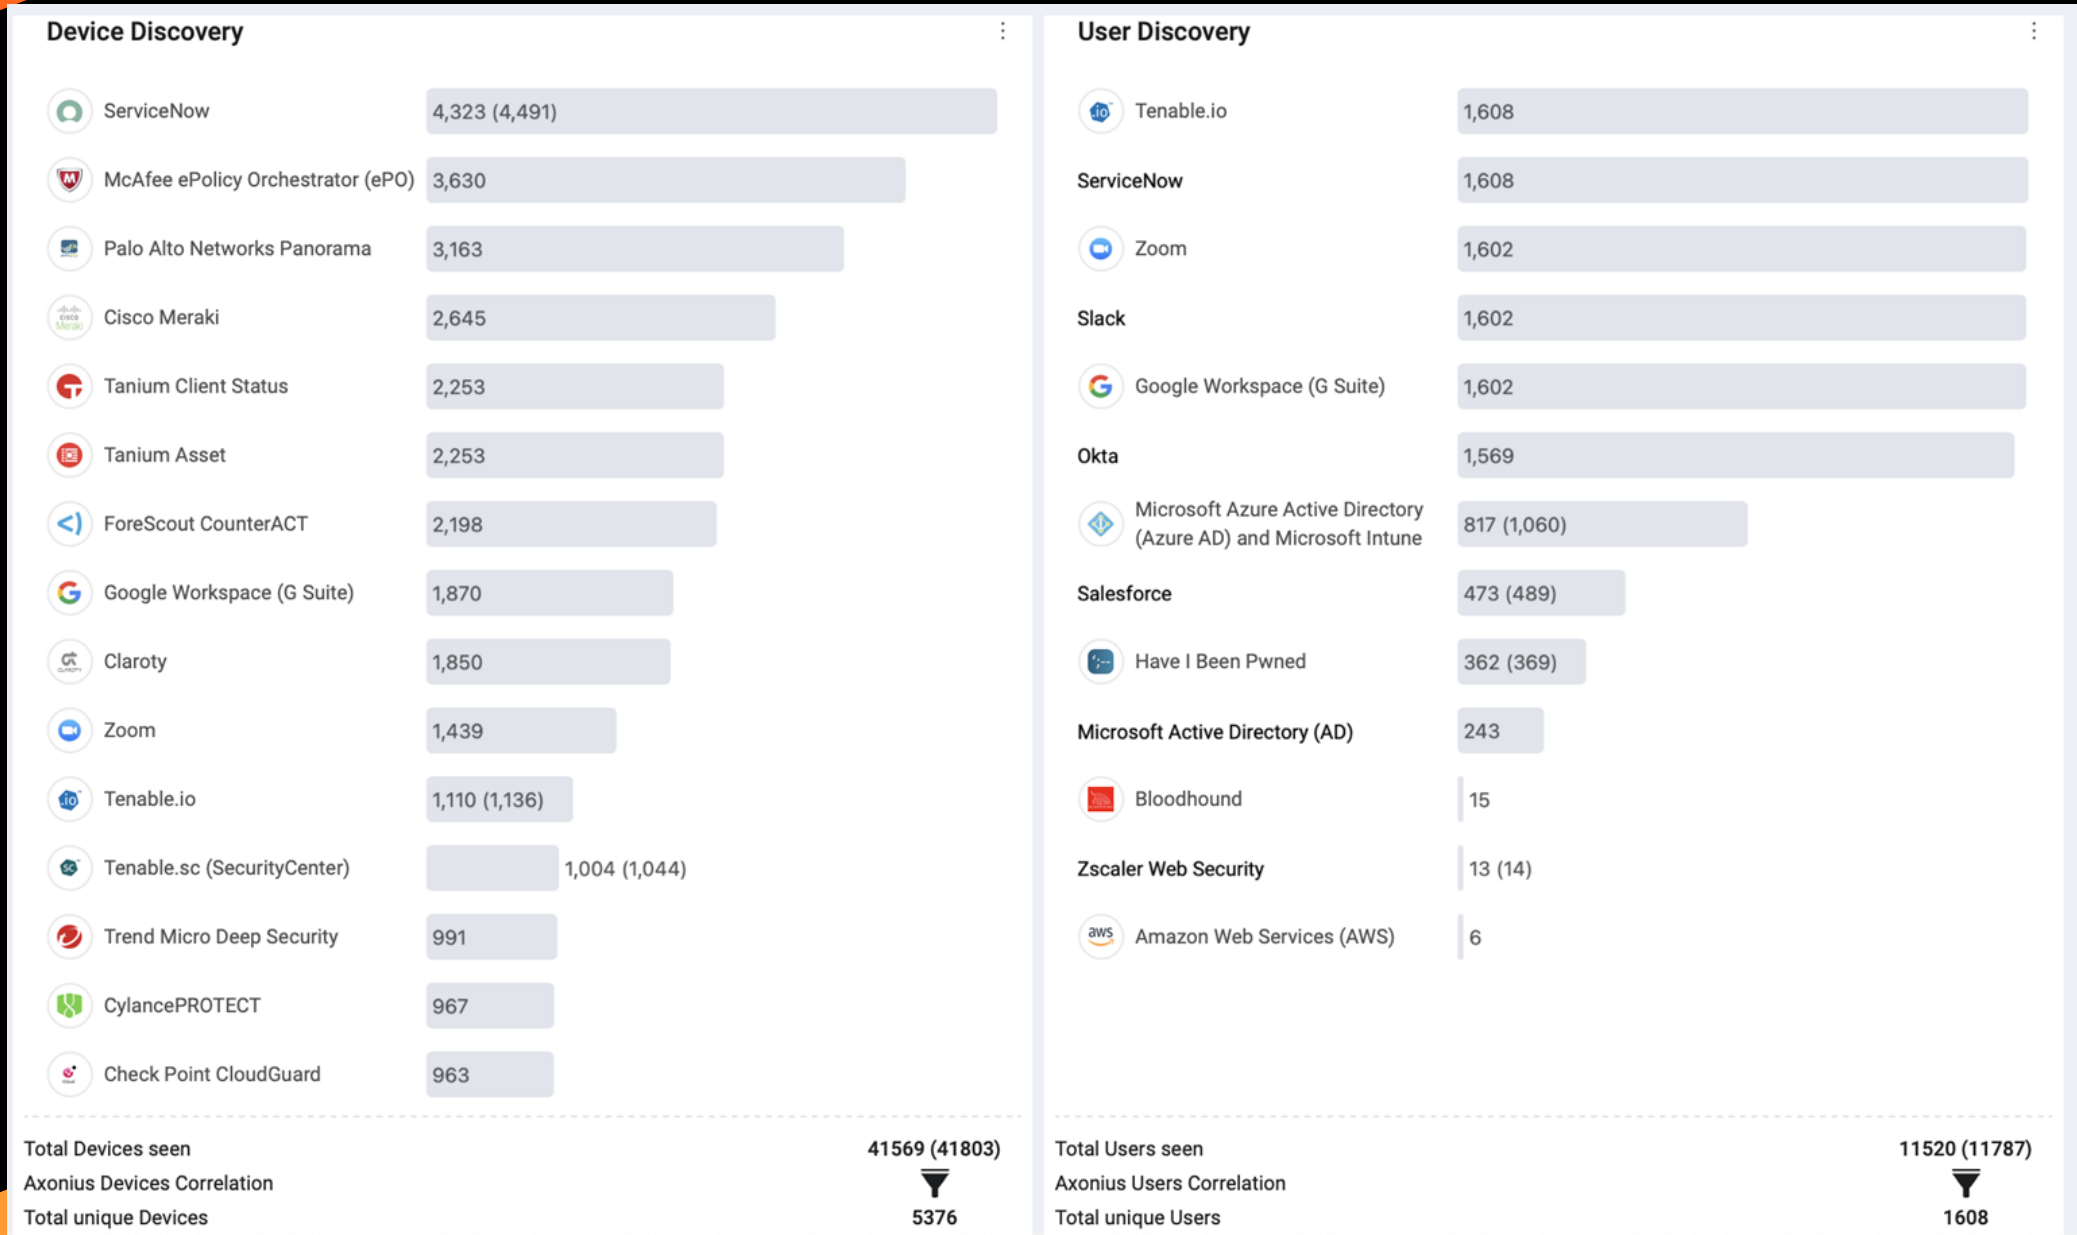 Device Discovery
ServiceNow 4,323 (4,491)
McAfee ePolicy Orchestrator (ePO) 3,630
Palo Alto Networks Panorama 3,163
cisco Meraki Cisco Meraki 2,645
Tanium Client Status 2,253
Tanium Asset 2,253
ForeScout CounterACT 2,198
Google Workspace (G Suite) 1,870
CLAROTY Claroty 1,850
Zoom 1,439
.io Tenable.io 1,110 (1,136)
SC Tenable.sc (SecurityCenter) 1,004 (1,044)
Trend Micro Deep Security 991
CylancePROTECT 967
Check Point CloudGuard 963
Total Devices seen 41569 (41803)
Axonius Devices Correlation
Total unique Devices 5376
User Discovery
.io Tenable.io 1,608
ServiceNow 1,608
Zoom 1,602
Slack 1,602
Google Workspace (G Suite) 1,602
Okta 1,569
Microsoft Azure Active Directory
(Azure AD) and Microsoft Intune 817 (1,060)
Salesforce 473 (489)
Have I Been Pwned 362 (369)
Microsoft Active Directory (AD) 243
Bloodhound 15
Zscaler Web Security 13 (14)
aws Amazon Web Services (AWS) 6
Total Users seen 11520 (11787)
Axonius Users Correlation
Total unique Users 1608